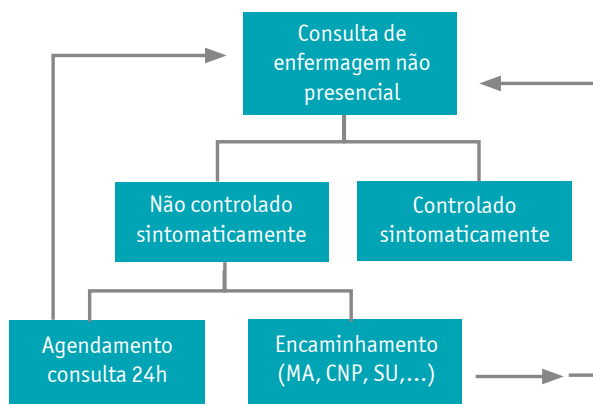 Consulta de
enfermagem não
presencial
Não controlado
sintomaticamente
Controlado
sintomaticamente
Agendamento
consulta 24h
Encaminhamento
(MA, CNP, SU,...)